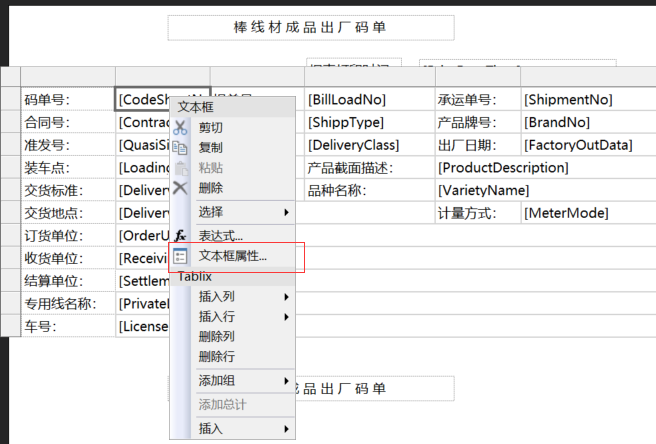 棒线材成品出厂码单
码单号： [CodeSh [BillLoadNo] 承运单号： [ShipmentNo]
文本框
合同号： [Contrac [ShippType] 产品牌号： [BrandNo]
剪切
准发号： [QuasiSi [DeliveryClass] 出厂日期： [FactoryOutData]
复制
装车点： [Loading 产品截面描述： [ProductDescription]
粘贴
交货标准： [Delivery 品种名称： [VarietyName]
删除
交货地点： [Delivery 计量方式： [MeterMode]
选择
订货单位： [OrderU
表达式...
收货单位： [Receivi
文本框属性...
结算单位： [Settlem
Tablix
专用线名称： [Private
插入列
车号： [License
插入行
删除列
删除行
添加组
成品出厂码单
添加总计
插入